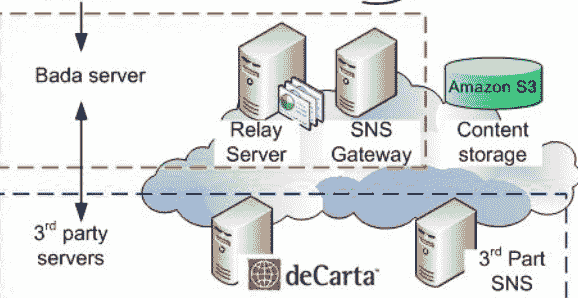 Bada server
Amazon S3
Relay
Server
SNS
Gateway
Content
storage
3rd party
servers
deCarta
3rd Part
SNS